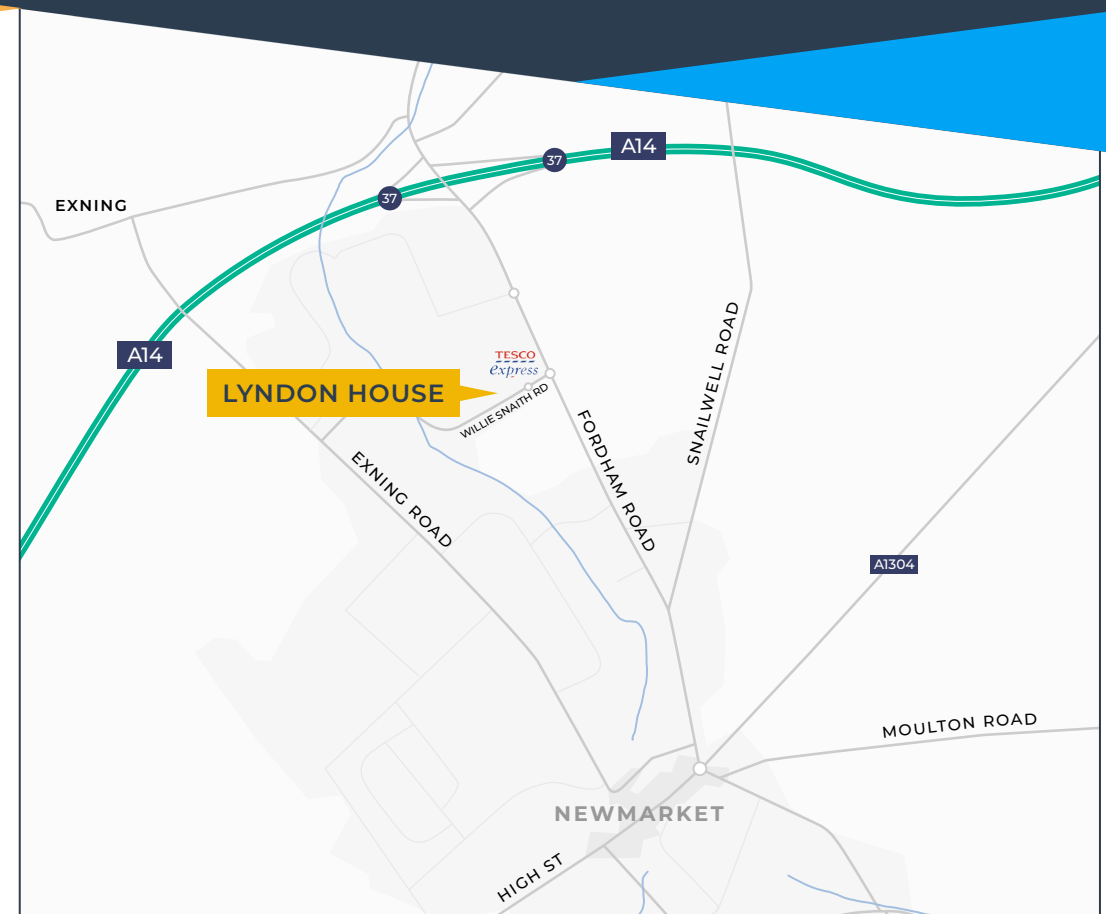 A14
37
37
EXNING
A14
TESCO
express
LYNDON HOUSE
WILLIE SNAITH RD
SNAILWELL ROAD
FORDHAM ROAD
EXNING ROAD
A1304
MOULTON ROAD
NEWMARKET
HIGH ST